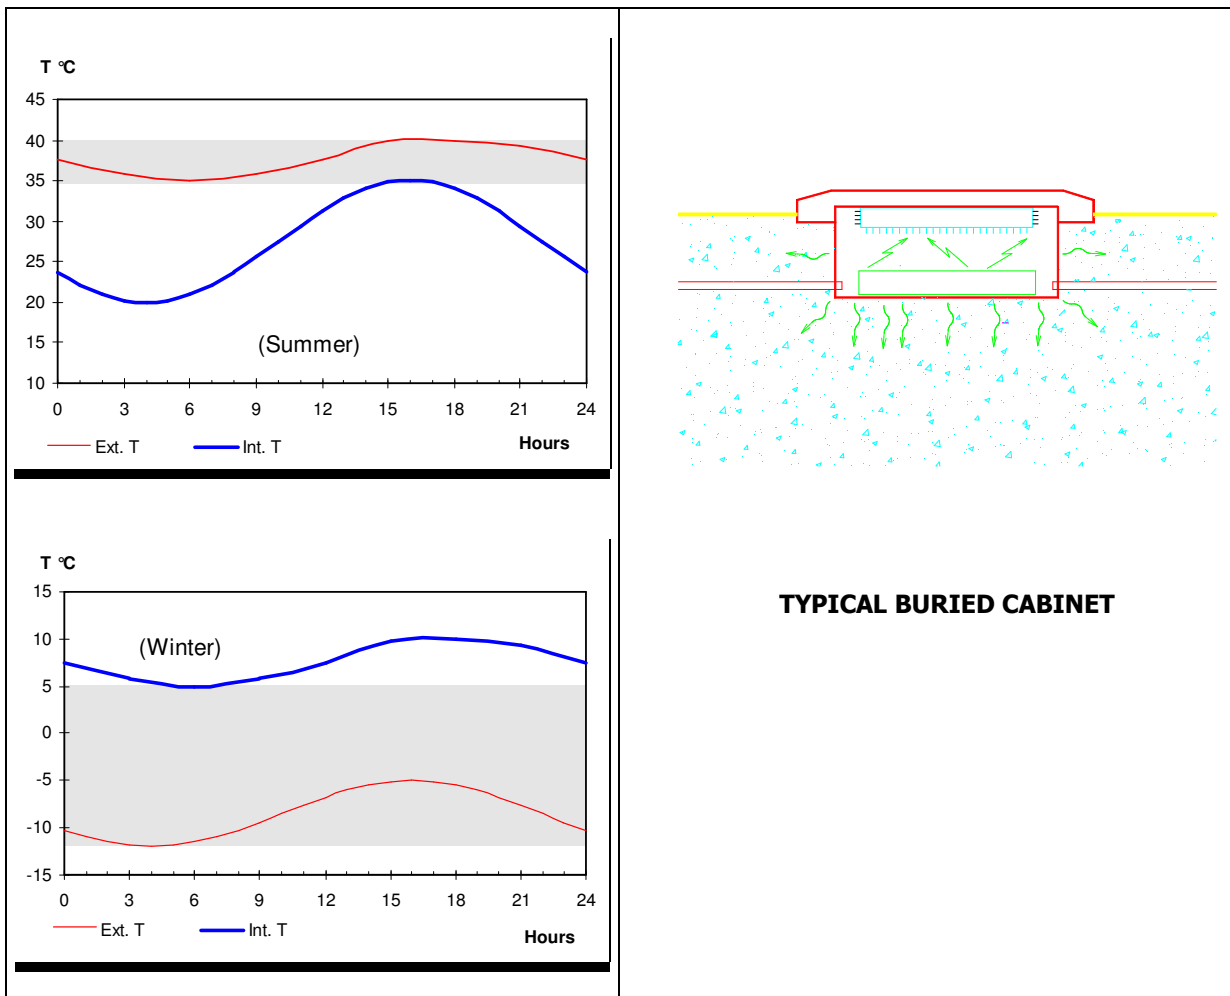 T °C
45
40
35
30
25
20
15
10
(Summer)
0 3 6 9 12 15 18 21 24
Ext. T Int. T Hours
T °C
15
10
5
0
-5
-10
-15
(Winter)
0 3 6 9 12 15 18 21 24
Ext. T Int. T Hours
TYPICAL BURIED CABINET